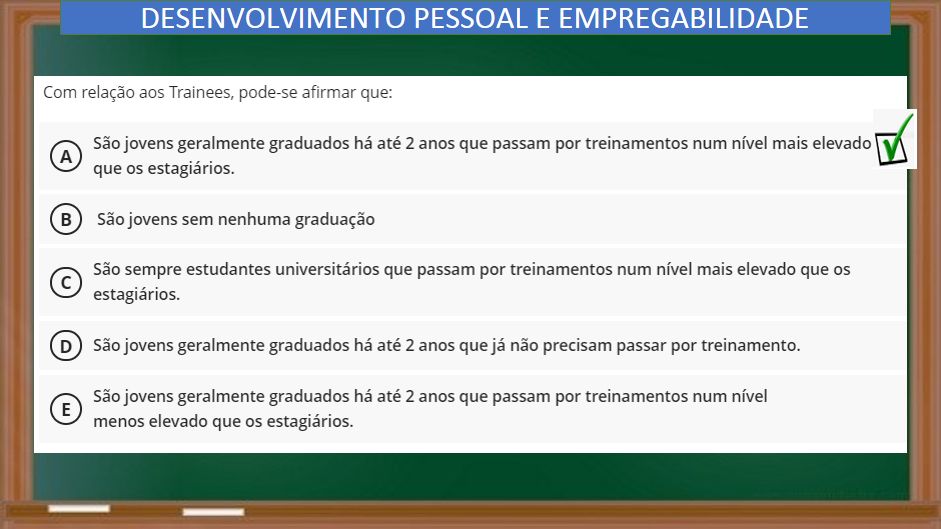 DESENVOLVIMENTO PESSOAL E EMPREGABILIDADE
Com relação aos Trainees, pode-se afirmar que:
A São jovens geralmente graduados há até 2 anos que passam por treinamentos num nível mais elevado
que os estagiários.
B São jovens sem nenhuma graduação
C São sempre estudantes universitários que passam por treinamentos num nível mais elevado que os
estagiários.
D São jovens geralmente graduados há até 2 anos que já não precisam passar por treinamento.
E São jovens geralmente graduados há até 2 anos que passam por treinamentos num nível
menos elevado que os estagiários.